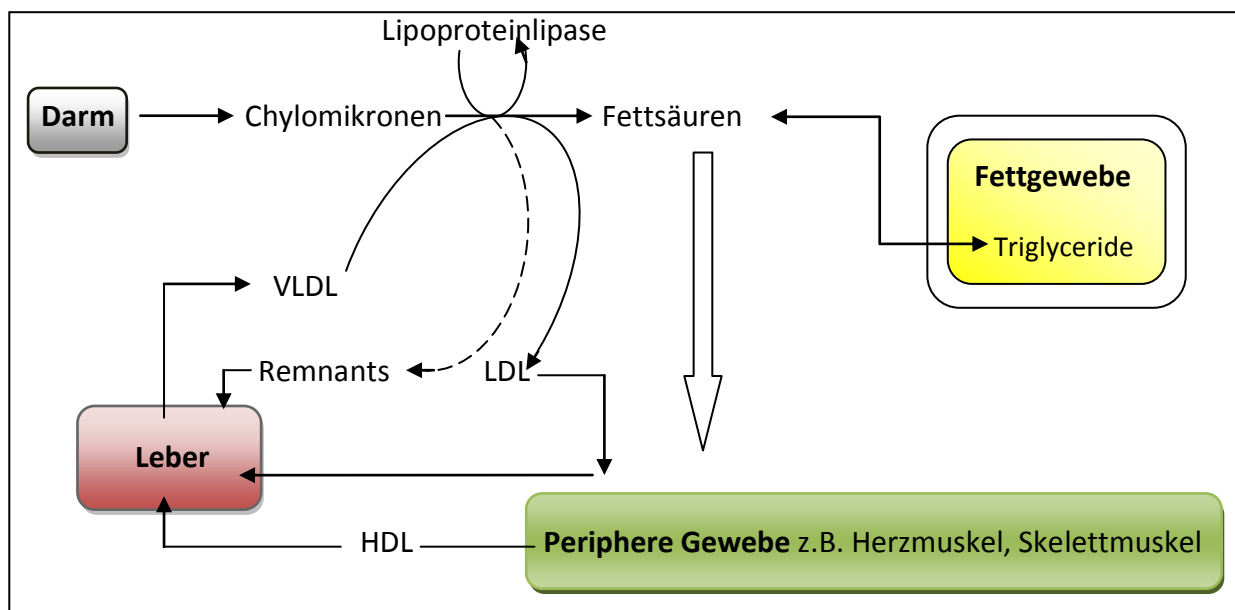 Lipoproteinlipase
Darm
Chylomikronen
Fettsäuren
Fettgewebe
Triglyceride
VLDL
Remnants
LDL
Leber
HDL
Periphere Gewebe z.B. Herzmuskel, Skelettmuskel